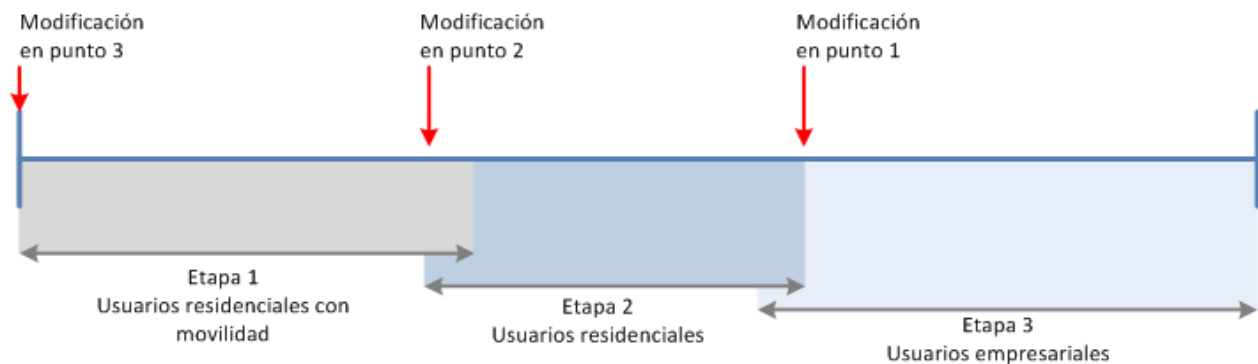 Modificación
en punto 3
Modificación
en punto 2
Modificación
en punto 1
Etapa 1
Usuarios residenciales con
movilidad
Etapa 2
Usuarios residenciales
Etapa 3
Usuarios empresariales